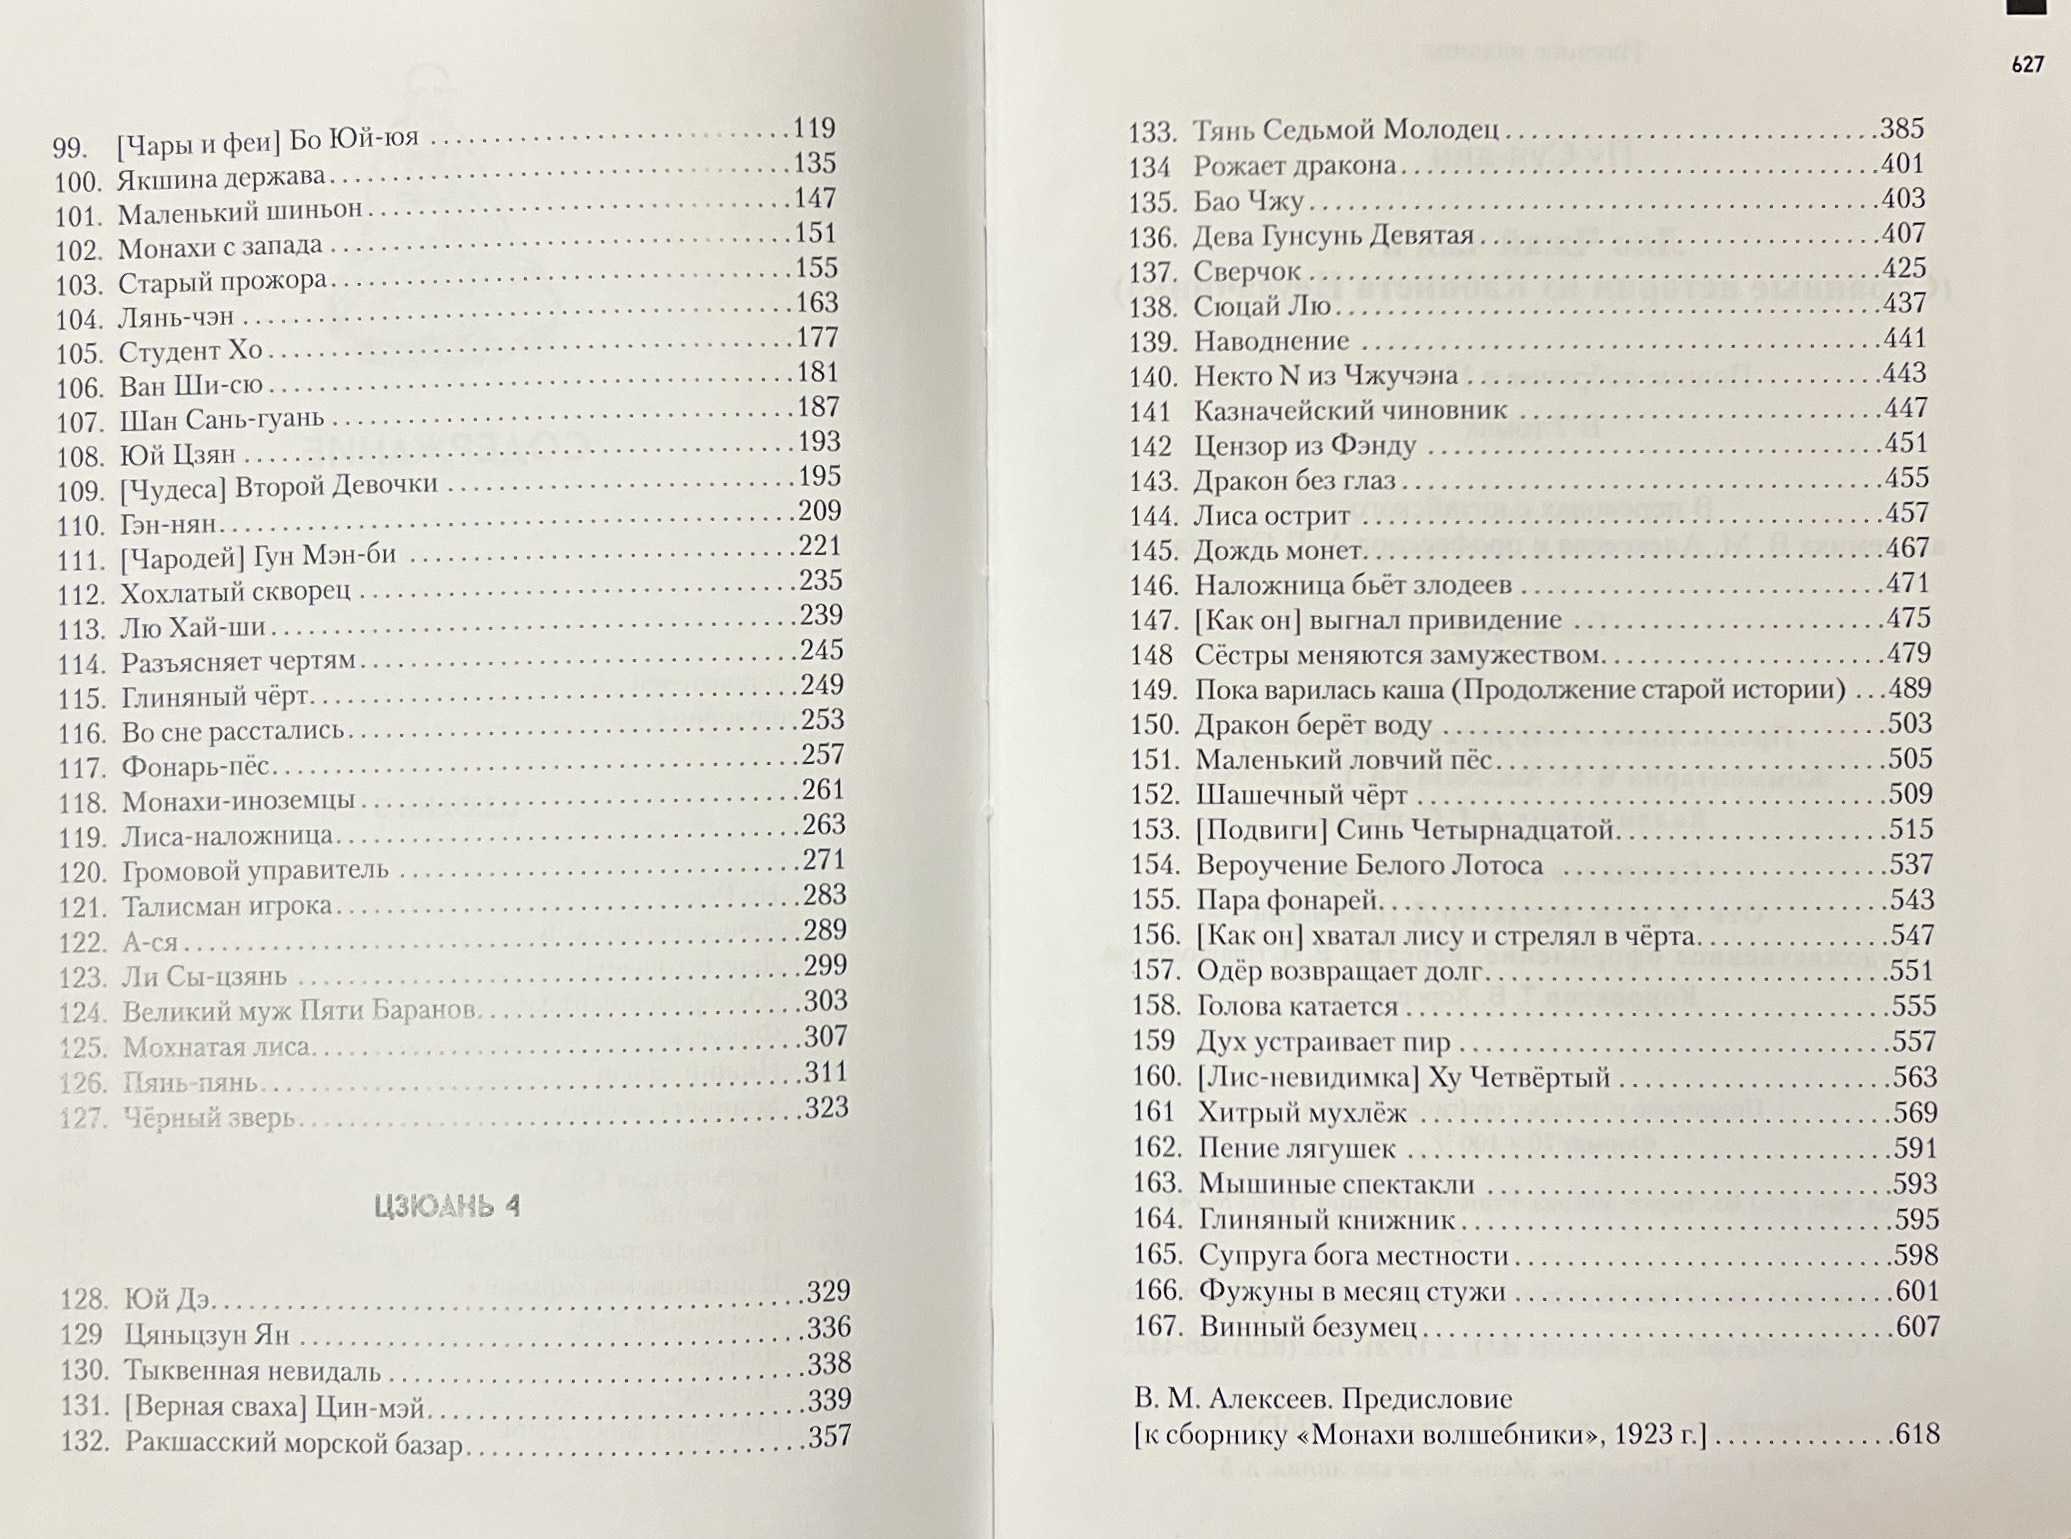 99. [Чары и феи] Бо Юй-юя ........ 119
100. Якшина держава ........ 135
101. Маленький шиньон ........ 147
102. Монахи с запада ........ 151
103. Старый прожора ........ 155
104. Лянь-чэн ........ 163
105. Студент Хо ........ 177
106. Ван Ши-сю ........ 181
107. Шан Сань-гуань ........ 187
108. Юй Цзян ........ 193
109. [Чудеса] Второй Девочки ........ 195
110. Гэн-нян ........ 209
111. [Чародей] Гун Мэн-би ........ 221
112. Хохлатый скворец ........ 235
113. Лю Хай-ши ........ 239
114. Разъясняет чертям ........ 245
115. Глиняный чёрт ........ 249
116. Во сне расстались ........ 253
117. Фонарь-пёс ........ 257
118. Монахи-иноземцы ........ 261
119. Лиса-наложница ........ 263
120. Громовой управитель ........ 271
121. Талисман игрока ........ 283
122. А-ся ........ 289
123. Ли Сы-цзянь ........ 299
124. Великий муж Пяти Баранов ........ 303
125. Мохнатая лиса ........ 307
126. Пянь-пянь ........ 311
127. Чёрный зверь ........ 323
ЦЗЮАНЬ 4
128. Юй Дэ ........ 329
129 Цяньцзун Ян ........ 336
130. Тыквенная невидаль ........ 338
131. [Верная сваха] Цин-мэй ........ 339
132. Ракшасский морской базар ........ 357
627
133. Тянь Седьмой Молодец ........ 385
134 Рожает дракона ........ 401
135. Бао Чжу ........ 403
136. Дева Гунсунь Девятая ........ 407
137. Сверчок ........ 425
138. Сюцай Лю ........ 437
139. Наводнение ........ 441
140. Некто N из Чжучэна ........ 443
141 Казначейский чиновник ........ 447
142 Цензор из Фэнду ........ 451
143. Дракон без глаз ........ 455
144. Лиса острит ........ 457
145. Дождь монет ........ 467
146. Наложница бьёт злодеев ........ 471
147. [Как он] выгнал привидение ........ 475
148 Сёстры меняются замужеством ........ 479
149. Пока варилась каша (Продолжение старой истории) ... 489
150. Дракон берёт воду ........ 503
151. Маленький ловчий пёс ........ 505
152. Шашечный чёрт ........ 509
153. [Подвиги] Синь Четырнадцатой ........ 515
154. Вероучение Белого Лотоса ........ 537
155. Пара фонарей ........ 543
156. [Как он] хватал лису и стрелял в чёрта ........ 547
157. Одёр возвращает долг ........ 551
158. Голова катается ........ 555
159 Дух устраивает пир ........ 557
160. [Лис-невидимка] Ху Четвёртый ........ 563
161 Хитрый мухлёж ........ 569
162. Пение лягушек ........ 591
163. Мышиные спектакли ........ 593
164. Глиняный книжник ........ 595
165. Супруга бога местности ........ 598
166. Фужуны в месяц стужи ........ 601
167. Винный безумец ........ 607
В. М. Алексеев. Предисловие
[к сборнику «Монахи волшебники», 1923 г.] ........ 618